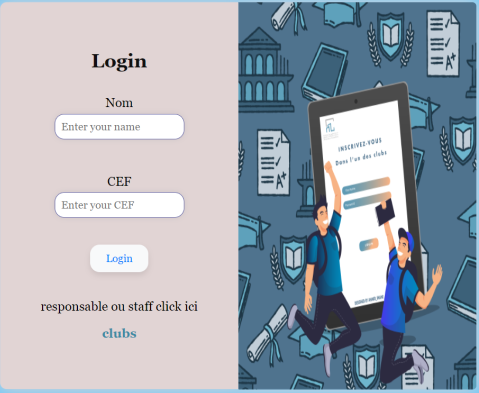 Login
Nom
Enter your name
CEF
Enter your CEF
Login
responsable ou staff click ici
clubs
INSCRIVEZ-VOUS
Dans l'un des clubs
A+
A+
A+